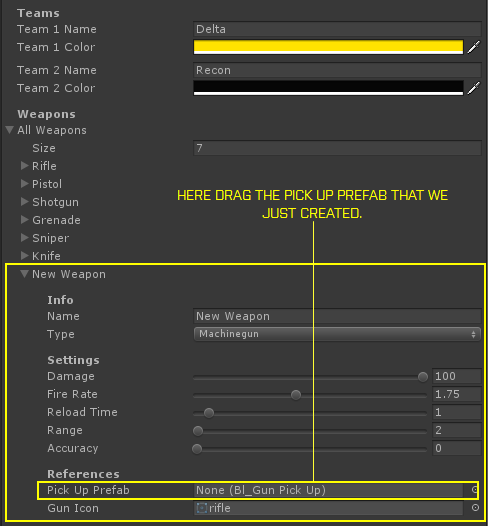 Teams
Team 1 Name Delta
Team 1 Color
Team 2 Name Recon
Team 2 Color
Weapons
All Weapons
Size 7
Rifle
Pistol
Shotgun
HERE DRAG THE PICK UP PREFAB THAT WE
JUST CREATED.
Grenade
Sniper
Knife
New Weapon
Info
Name New Weapon
Type Machinegun
Settings
Damage 100
Fire Rate 1.75
Reload Time 1
Range 2
Accuracy 0
References
Pick Up Prefab None (Bl_Gun Pick Up)
Gun Icon rifle